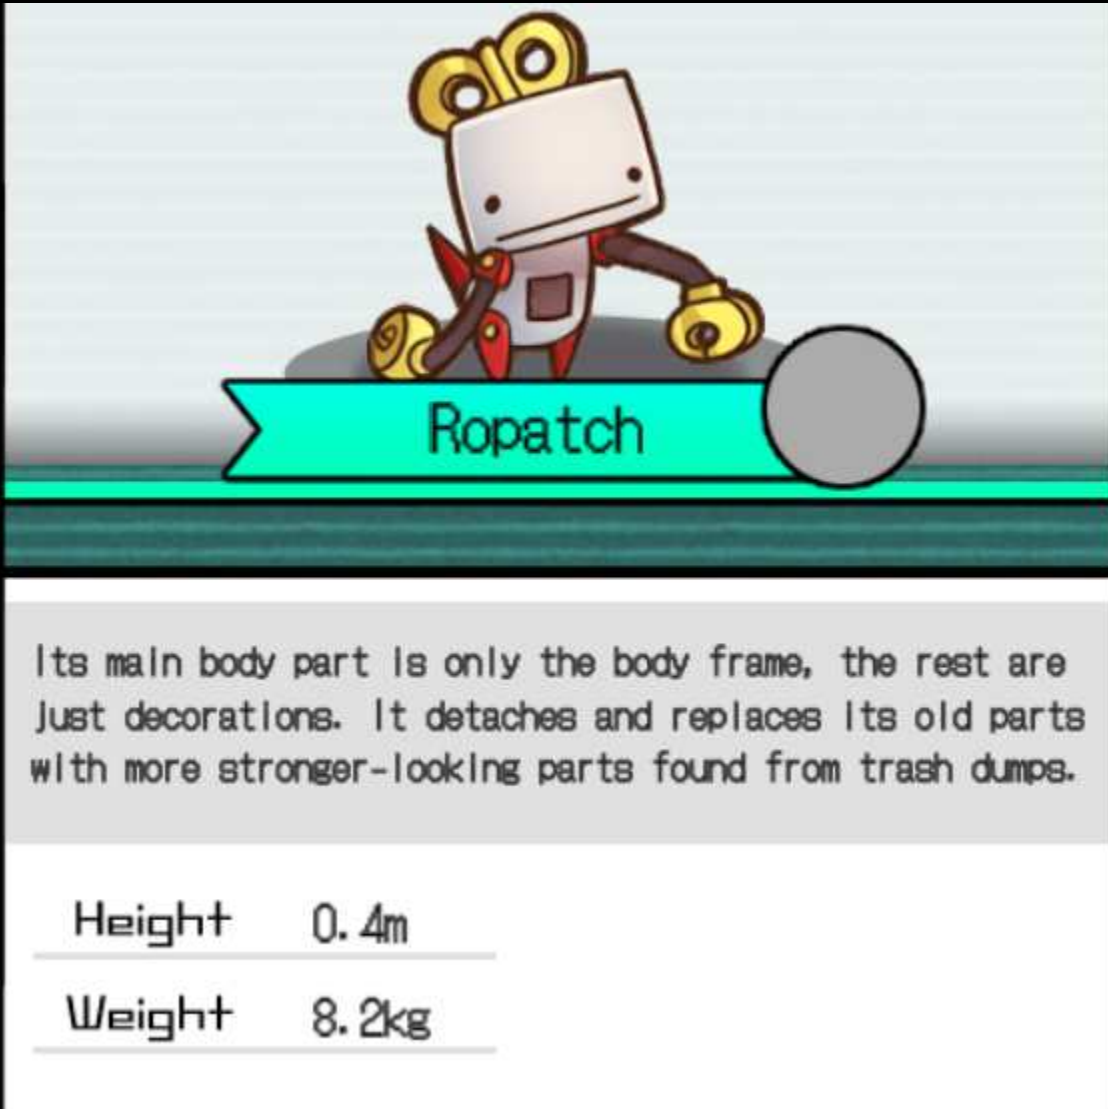 Ropatch
Its main body part is only the body frame, the rest are
just decorations. It detaches and replaces its old parts
with more stronger-looking parts found from trash dumps.
Height 0.4m
Weight 8.2kg